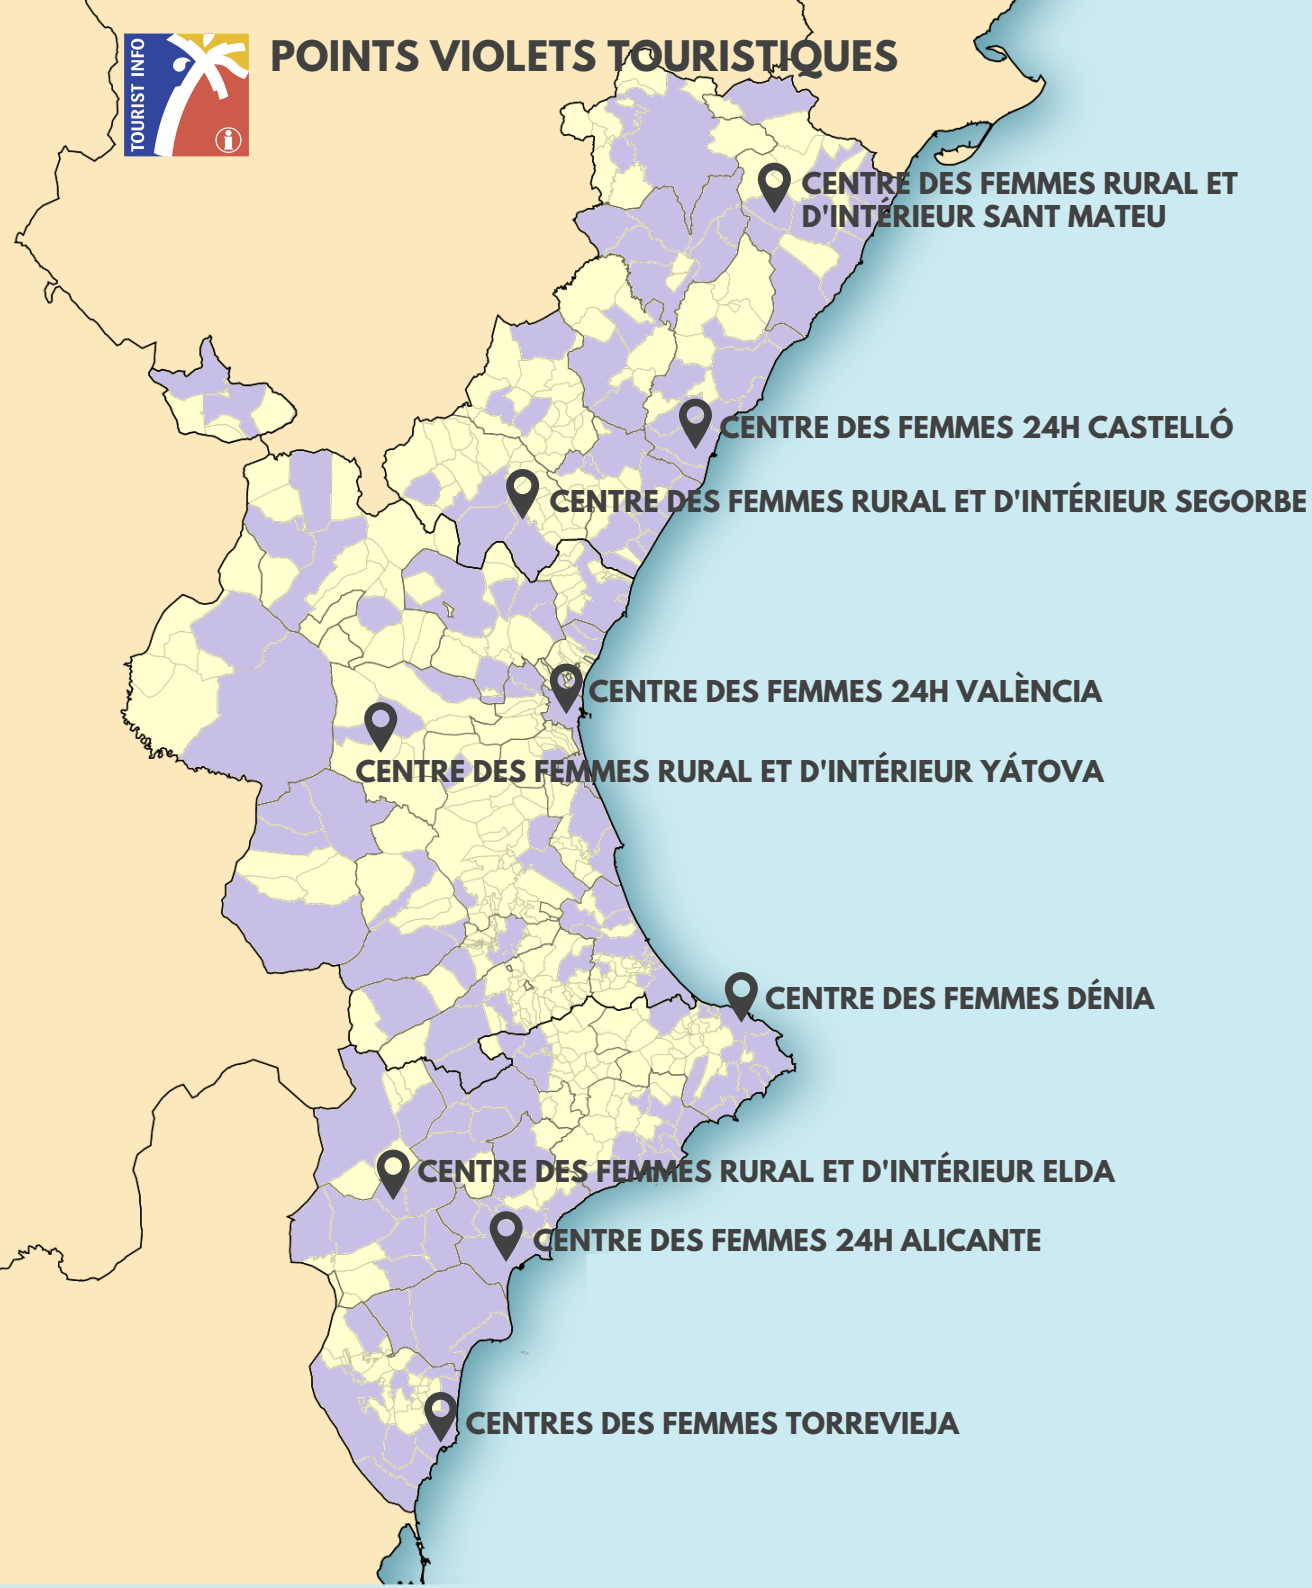 TOURIST INFO
i
POINTS VIOLETS TOURISTIQUES
CENTRE DES FEMMES RURAL ET
D'INTÉRIEUR SANT MATEU
CENTRE DES FEMMES 24H CASTELLÓ
CENTRE DES FEMMES RURAL ET D'INTÉRIEUR SEGORBE
CENTRE DES FEMMES 24H VALÈNCIA
CENTRE DES FEMMES RURAL ET D'INTÉRIEUR YÁTOVA
CENTRE DES FEMMES DÉNIA
CENTRE DES FEMMES RURAL ET D'INTÉRIEUR ELDA
CENTRE DES FEMMES 24H ALICANTE
CENTRES DES FEMMES TORREVIEJA